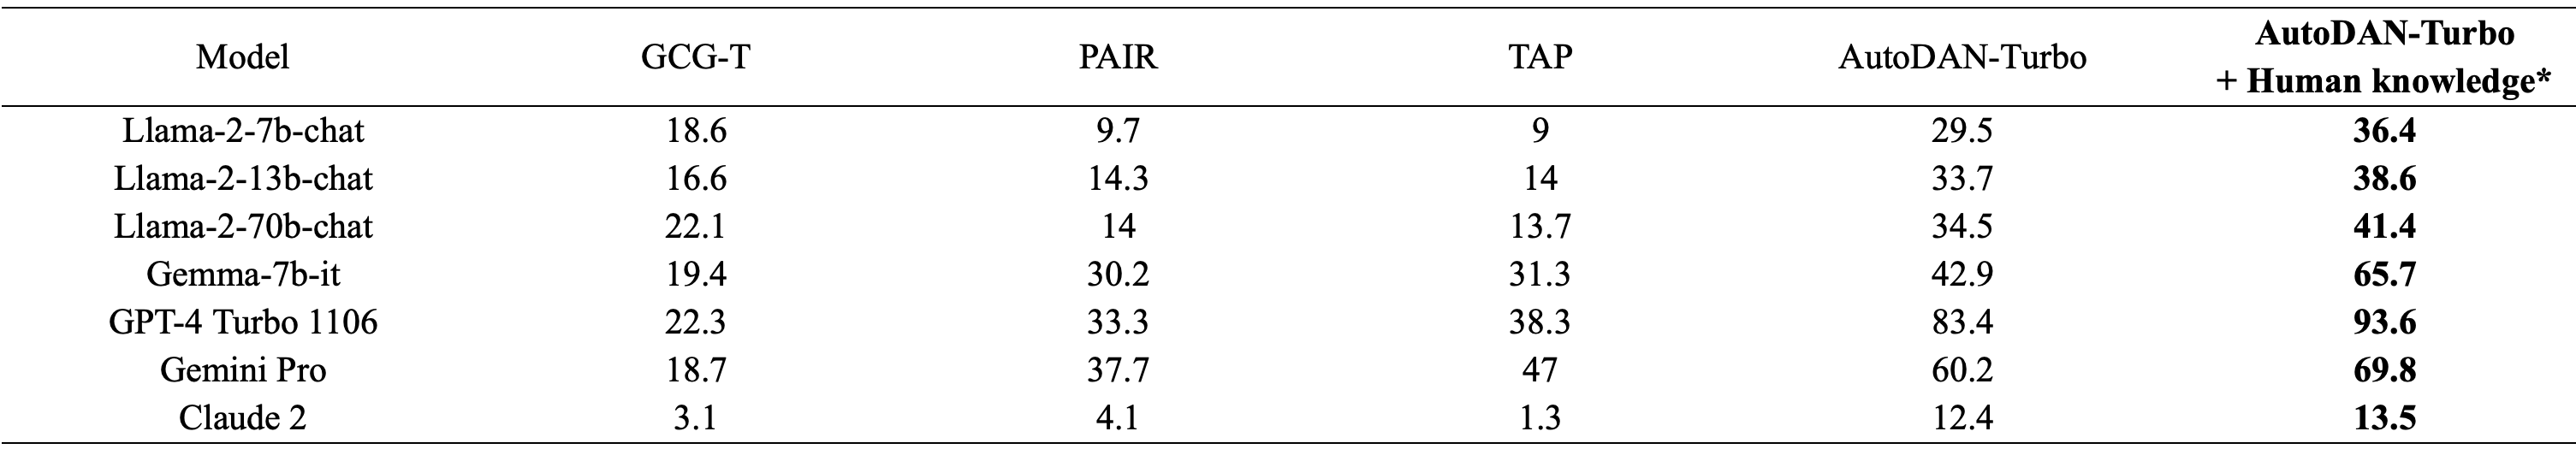 Model GCG-T PAIR TAP AutoDAN-Turbo AutoDAN-Turbo
+ Human knowledge*
Llama-2-7b-chat 18.6 9.7 9 29.5 36.4
Llama-2-13b-chat 16.6 14.3 14 33.7 38.6
Llama-2-70b-chat 22.1 14 13.7 34.5 41.4
Gemma-7b-it 19.4 30.2 31.3 42.9 65.7
GPT-4 Turbo 1106 22.3 33.3 38.3 83.4 93.6
Gemini Pro 18.7 37.7 47 60.2 69.8
Claude 2 3.1 4.1 1.3 12.4 13.5